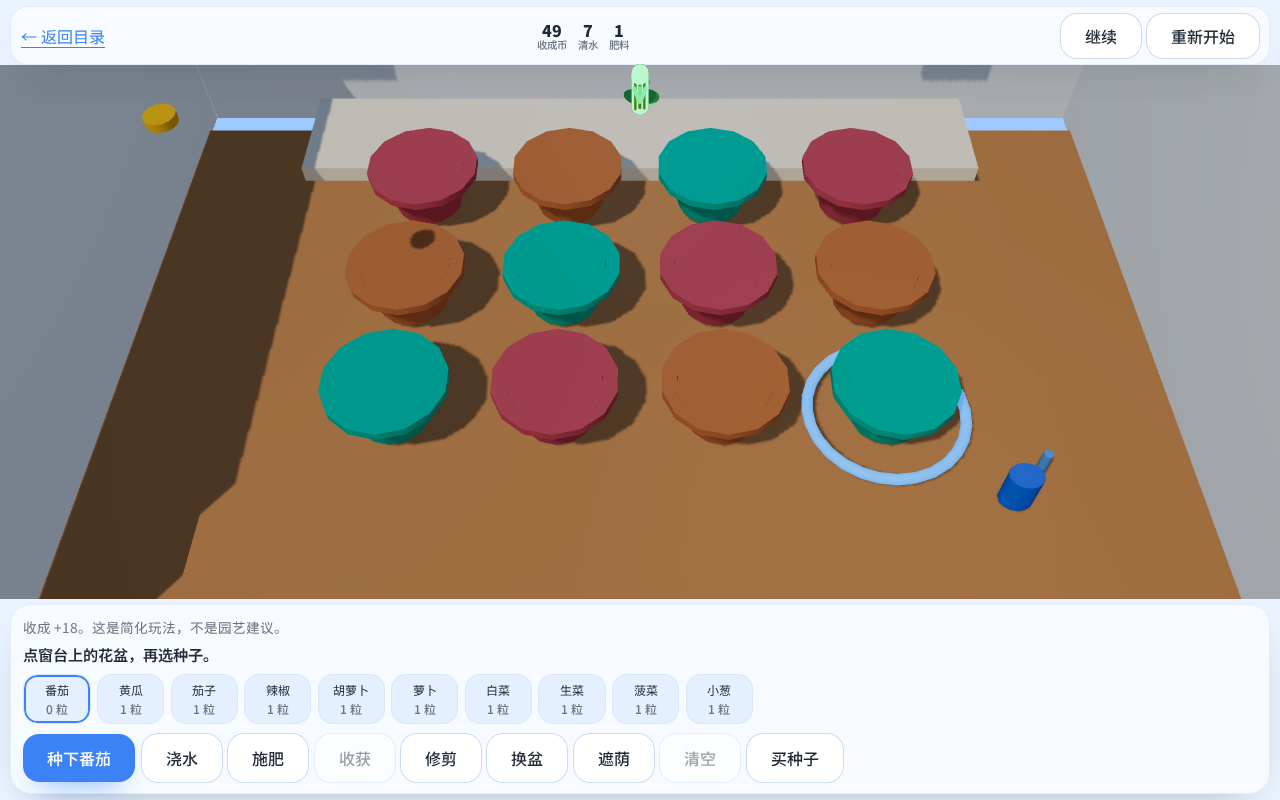 ← 返回目录
49 7 1
收成币 清水 肥料
继续 重新开始
收成 +18。这是简化玩法，不是园艺建议。
点窗台上的花盆，再选种子。
番茄 黄瓜 茄子 辣椒 胡萝卜 萝卜 白菜 生菜 菠菜 小葱
0 粒 1 粒 1 粒 1 粒 1 粒 1 粒 1 粒 1 粒 1 粒 1 粒
种下番茄 浇水 施肥 收获 修剪 换盆 遮荫 清空 买种子